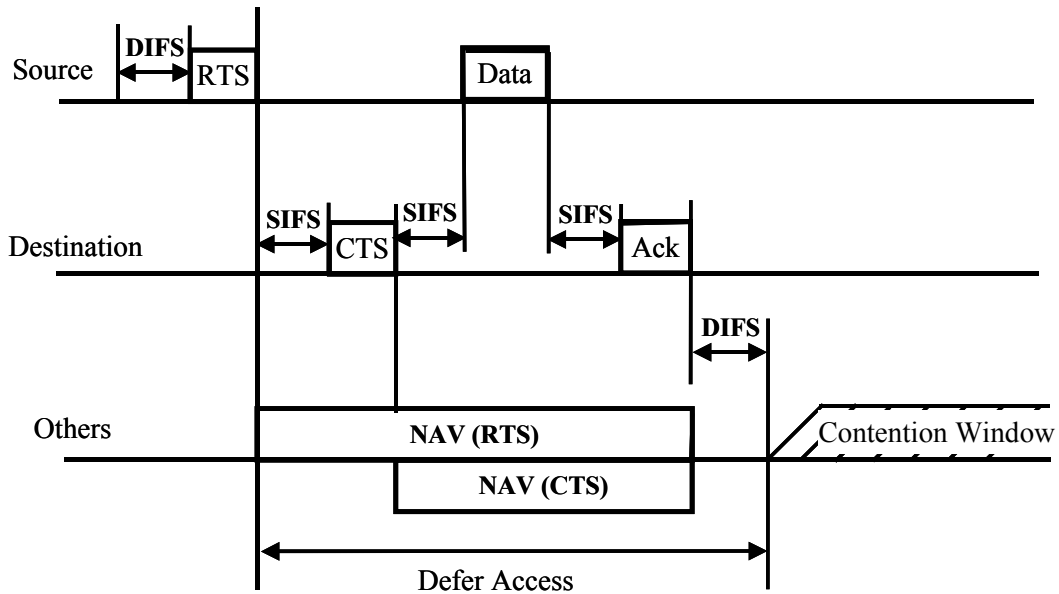 DIFS
Source
RTS
Data
SIFS
SIFS
SIFS
Destination
CTS
Ack
DIFS
Others
NAV (RTS)
Contention Window
NAV (CTS)
Defer Access